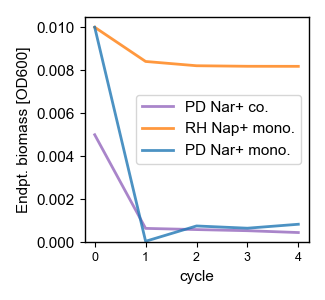 Endpt. biomass [OD600]
0.010
0.008
0.006
0.004
0.002
0.000
PD Nar+ co.
RH Nap+ mono.
PD Nar+ mono.
0
1
2
3
4
cycle